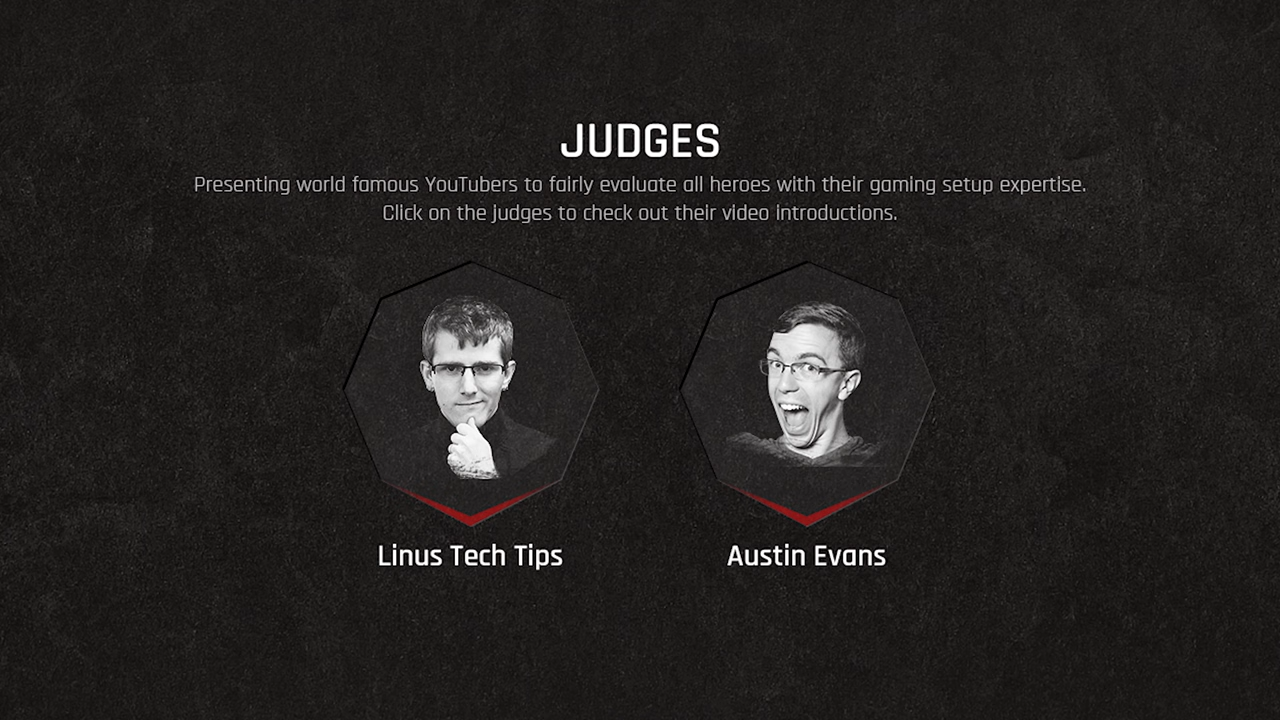 JUDGES
Presenting world famous YouTubers to fairly evaluate all heroes with their gaming setup expertise.
Click on the judges to check out their video introductions.
Linus Tech Tips
Austin Evans